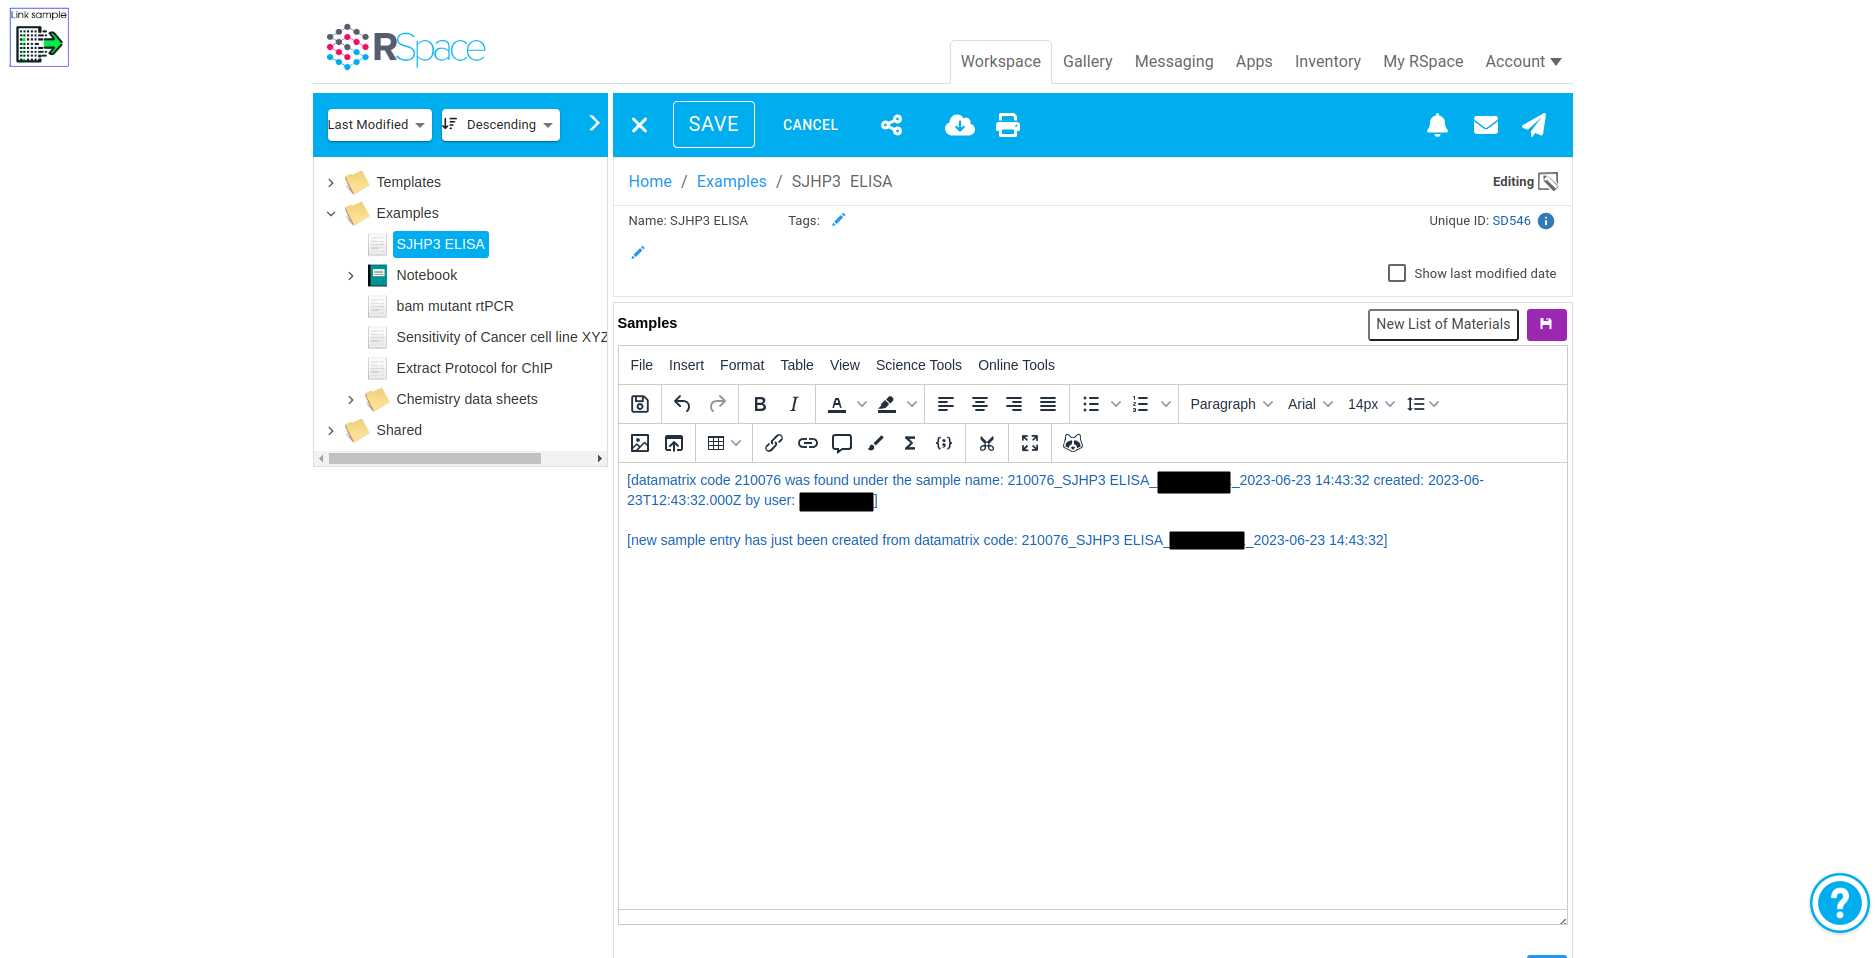 Link sample
RSpace
Workspace Gallery Messaging Apps Inventory My RSpace Account
Last Modified Descending
SAVE CANCEL
Templates
Examples
SJHP3 ELISA
Notebook
bam mutant rtPCR
Sensitivity of Cancer cell line XYZ
Extract Protocol for ChIP
Chemistry data sheets
Shared
Home / Examples / SJHP3 ELISA Editing
Name: SJHP3 ELISA Tags: Unique ID: SD546
Show last modified date
Samples New List of Materials
File Insert Format Table View Science Tools Online Tools
B I A Paragraph Arial 14px
[datamatrix code 210076 was found under the sample name: 210076_SJHP3 ELISA_ _2023-06-23 14:43:32 created: 2023-06-
23T12:43:32.000Z by user: ]
[new sample entry has just been created from datamatrix code: 210076_SJHP3 ELISA_ _2023-06-23 14:43:32]
?